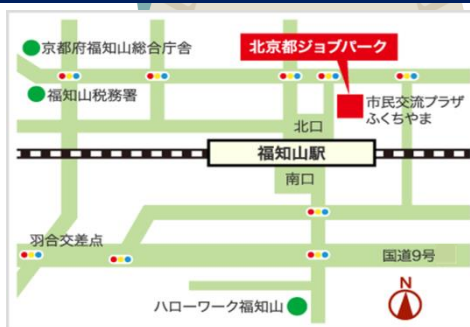 京都府福知山総合庁舎
北京都ジョブパーク
福知山税務署
市民交流プラザ
ふくちやま
北口
福知山駅
南口
羽合交差点
国道9号
N
ハローワーク福知山